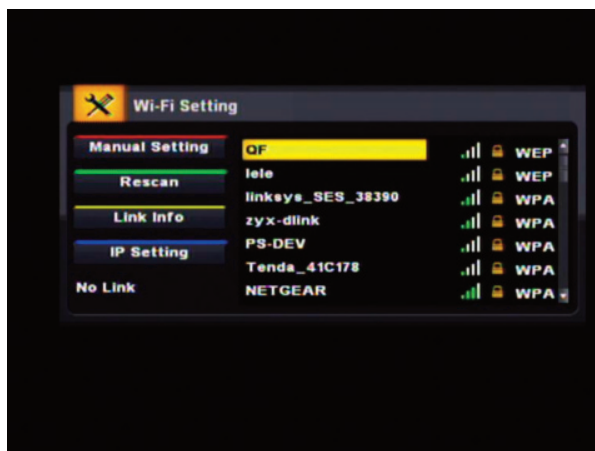 Wi-Fi Setting
Manual Setting
Rescan
Link Info
IP Setting
No Link
QF WEP
lele WEP
linksys_SES_38390 WPA
zyx-dlink WPA
PS-DEV WPA
Tenda_41C178 WPA
NETGEAR WPA